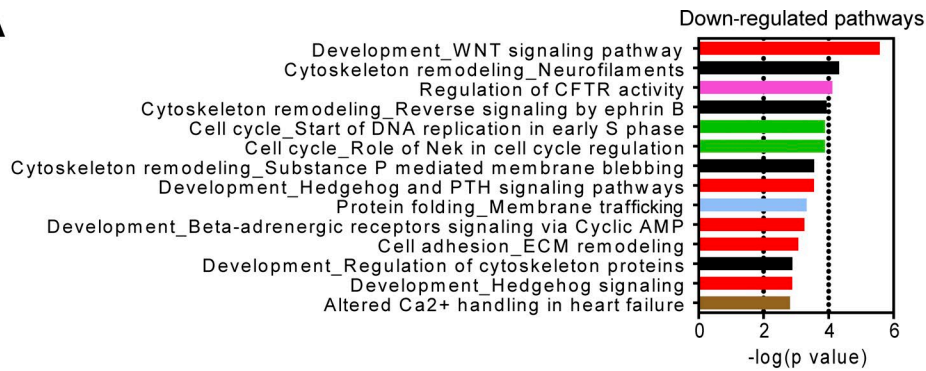 Down-regulated pathways
Development_WNT signaling pathway
Cytoskeleton remodeling_Neurofilaments
Regulation of CFTR activity
Cytoskeleton remodeling_Reverse signaling by ephrin B
Cell cycle_Start of DNA replication in early S phase
Cell cycle_Role of Nek in cell cycle regulation
Cytoskeleton remodeling_Substance P mediated membrane blebbing
Development_Hedgehog and PTH signaling pathways
Protein folding_Membrane trafficking
Development_Beta-adrenergic receptors signaling via Cyclic AMP
Cell adhesion_ECM remodeling
Development_Regulation of cytoskeleton proteins
Development_Hedgehog signaling
Altered Ca2+ handling in heart failure
0 2 4 6
-log(p value)